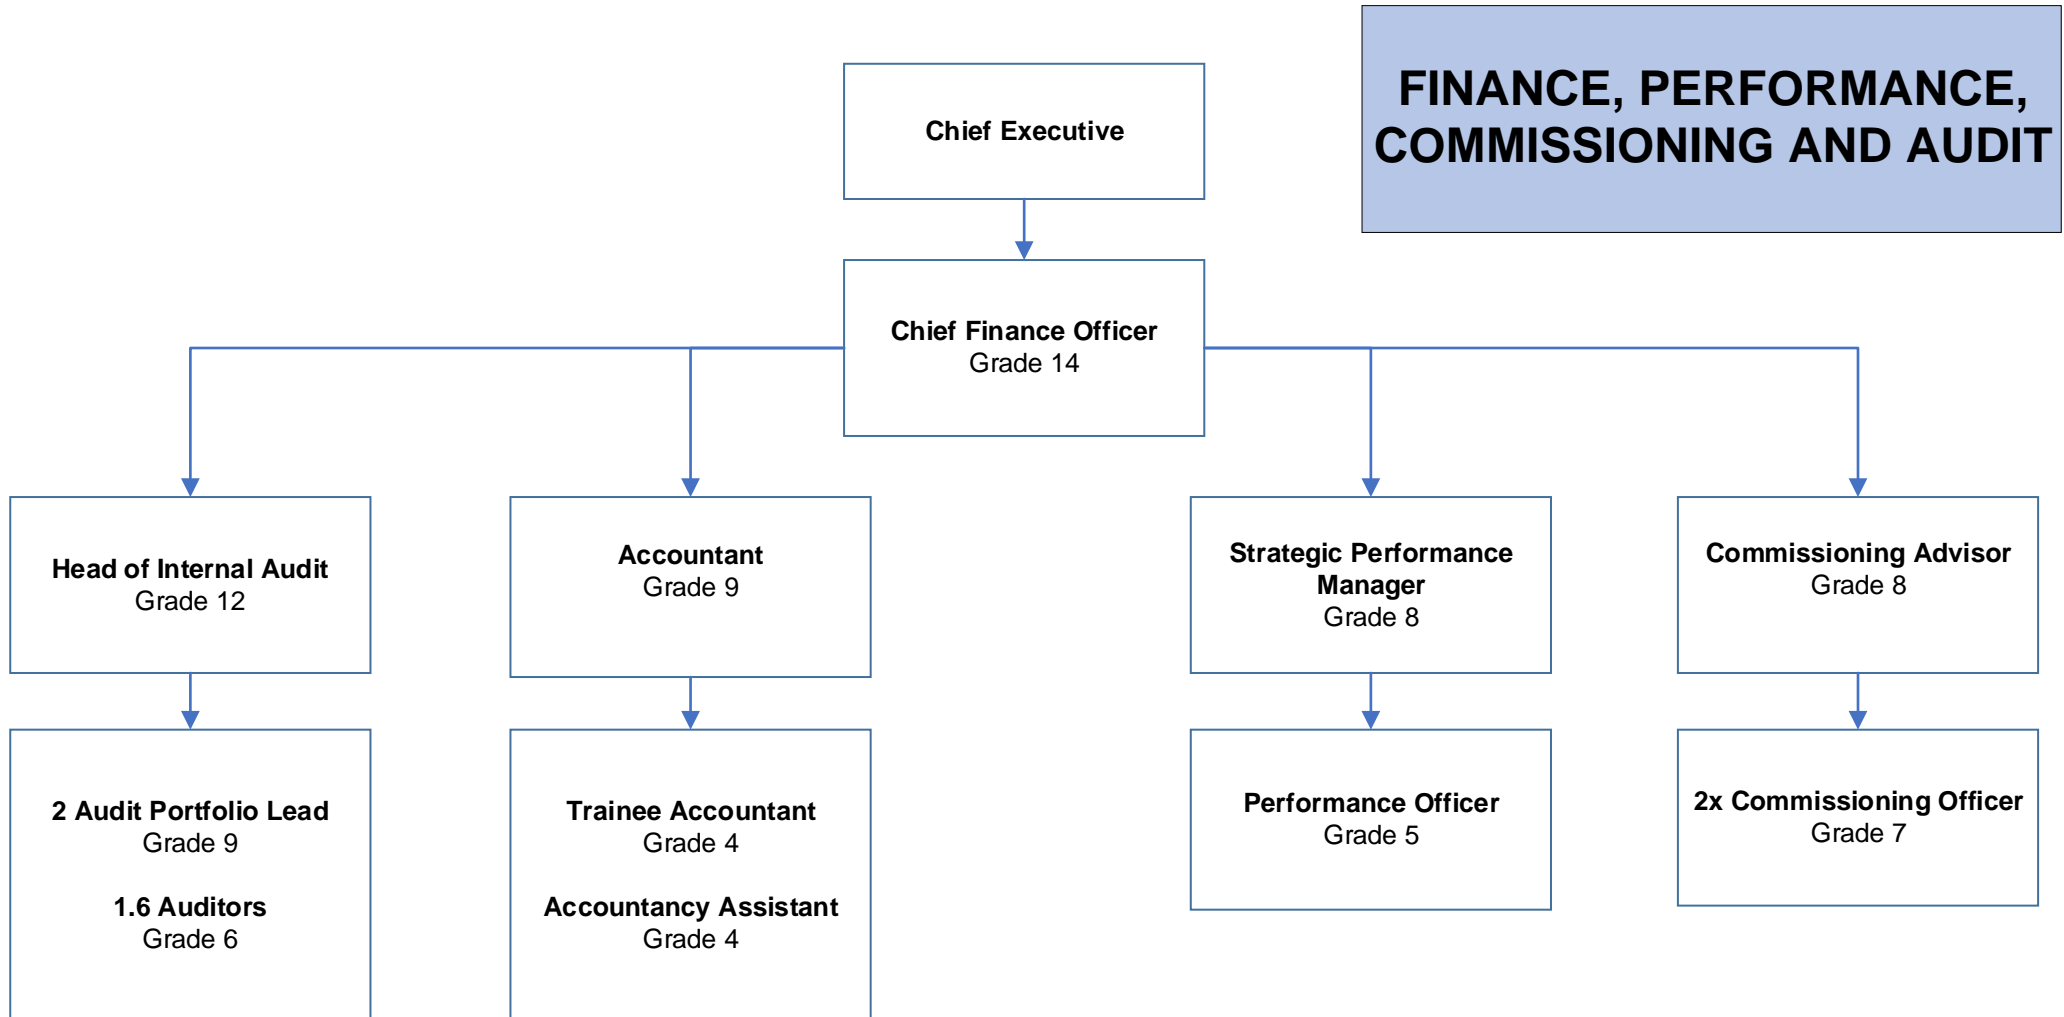 FINANCE, PERFORMANCE,
COMMISSIONING AND AUDIT
Chief Executive
Chief Finance Officer
Grade 14
Head of Internal Audit
Grade 12
Accountant
Grade 9
Strategic Performance
Manager
Grade 8
Commissioning Advisor
Grade 8
2 Audit Portfolio Lead
Grade 9
1.6 Auditors
Grade 6
Trainee Accountant
Grade 4
Accountancy Assistant
Grade 4
Performance Officer
Grade 5
2x Commissioning Officer
Grade 7